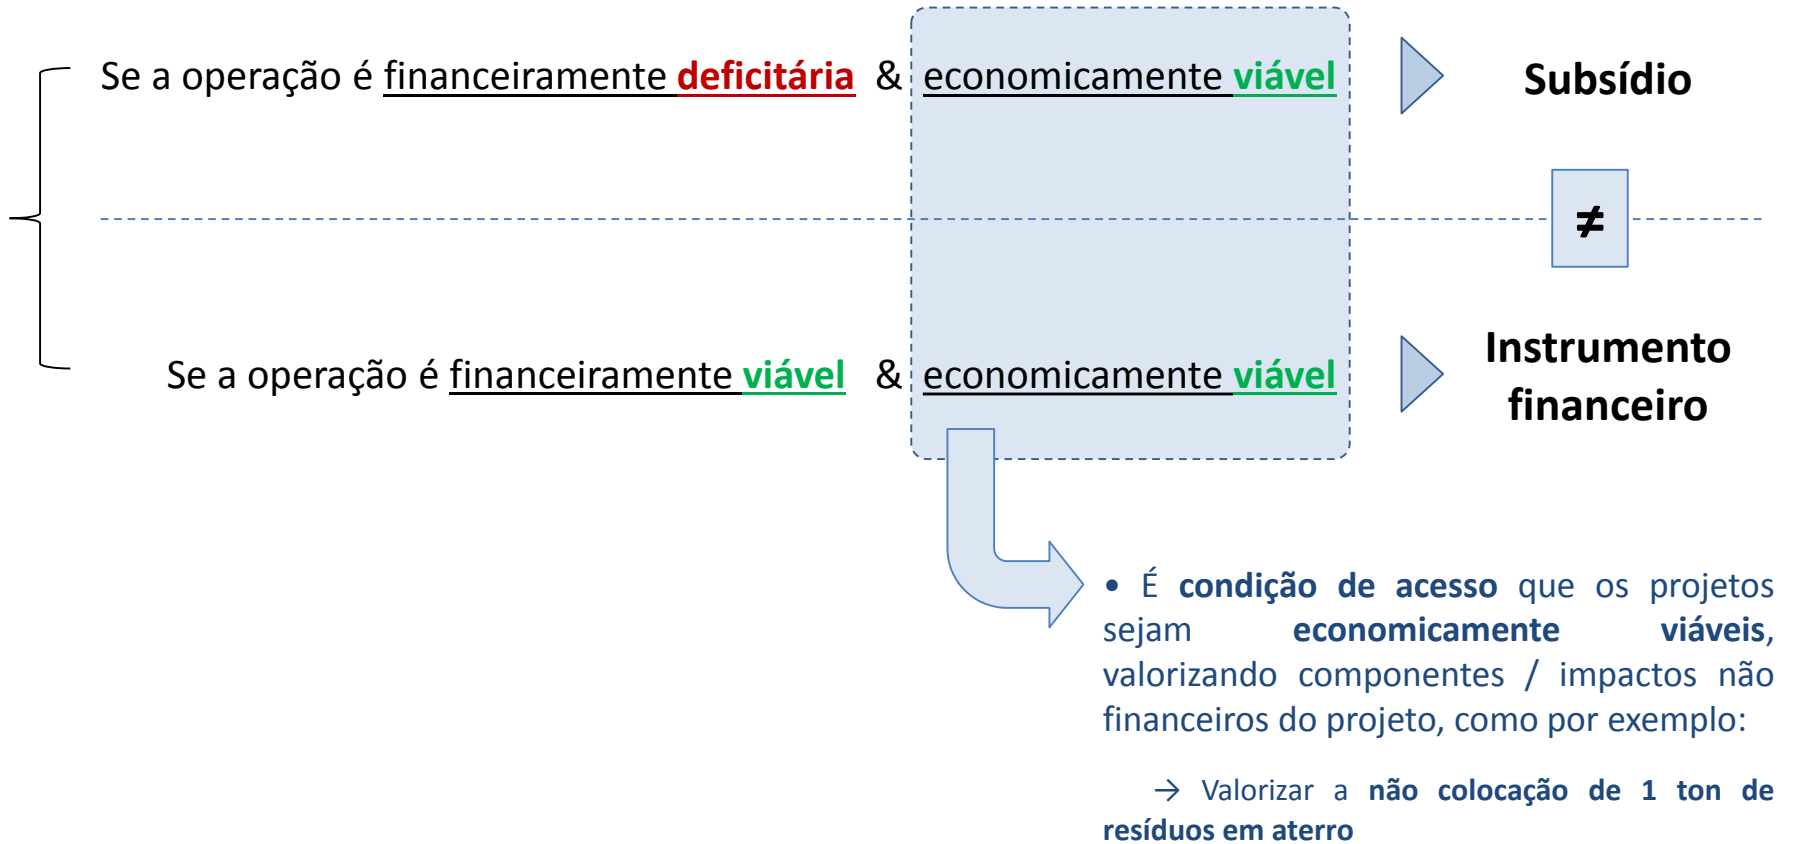 Se a operação é financeiramente deficitária & economicamente viável
Subsídio
≠
Se a operação é financeiramente viável & economicamente viável
Instrumento
financeiro
• É condição de acesso que os projetos
sejam economicamente viáveis,
valorizando componentes / impactos não
financeiros do projeto, como por exemplo:
→ Valorizar a não colocação de 1 ton de
resíduos em aterro